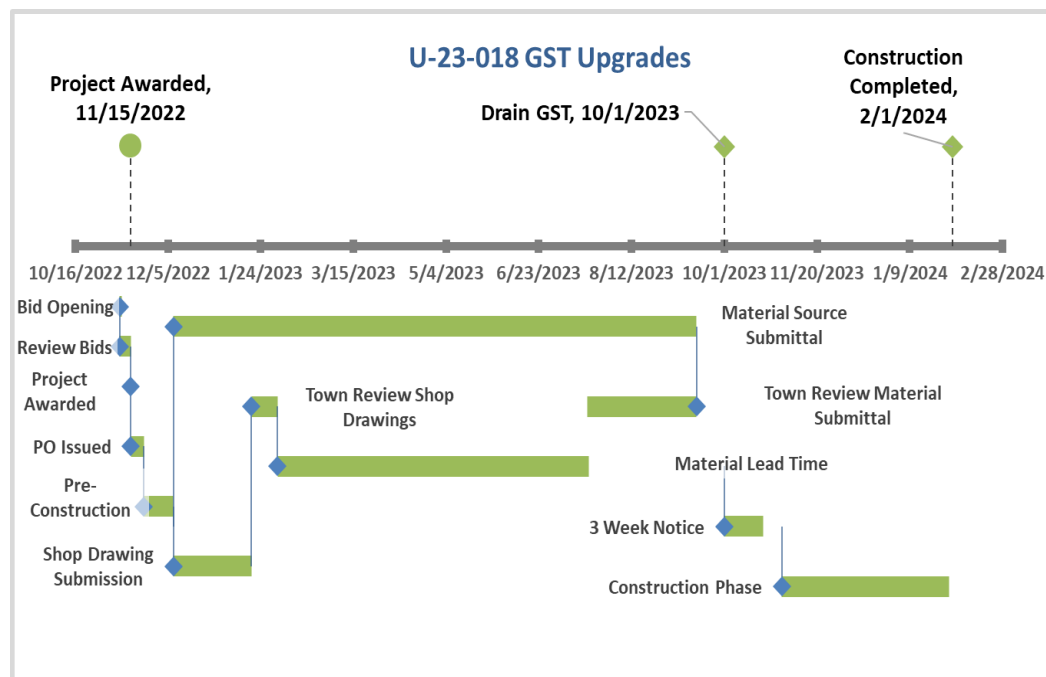 U-23-018 GST Upgrades
Project Awarded,
11/15/2022
Drain GST, 10/1/2023
Construction
Completed,
2/1/2024
10/16/2022 12/5/2022 1/24/2023 3/15/2023 5/4/2023 6/23/2023 8/12/2023 10/1/2023 11/20/2023 1/9/2024 2/28/2024
Bid Opening
Material Source
Submittal
Review Bids
Project
Awarded
Town Review Shop
Drawings
Town Review Material
Submittal
PO Issued
Material Lead Time
Pre-
Construction
3 Week Notice
Shop Drawing
Submission
Construction Phase